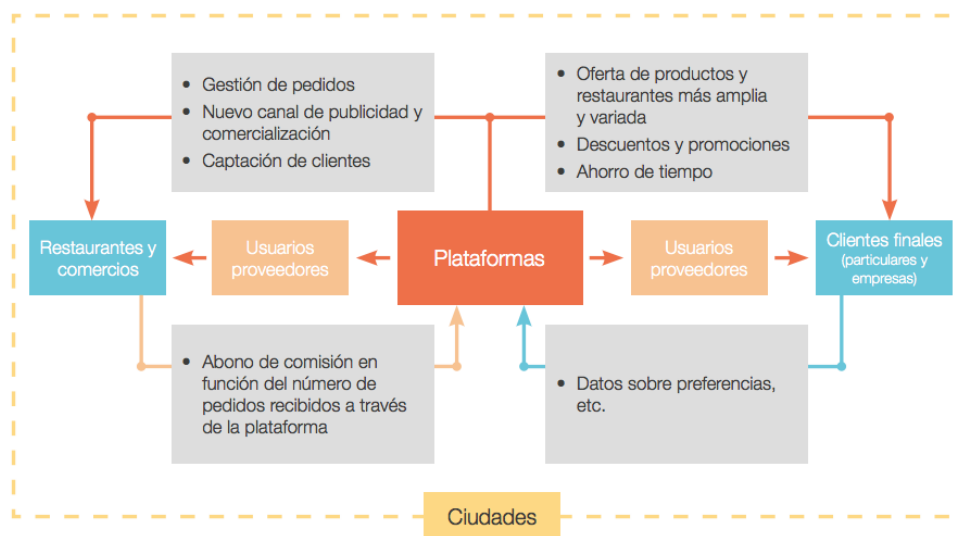 • Gestión de pedidos
• Nuevo canal de publicidad y
comercialización
• Captación de clientes
• Oferta de productos y
restaurantes más amplia
y variada
• Descuentos y promociones
• Ahorro de tiempo
Restaurantes y
comercios
Usuarios
proveedores
Plataformas
Usuarios
proveedores
Clientes finales
(particulares y
empresas)
• Abono de comisión en
función del número de
pedidos recibidos a través
de la plataforma
• Datos sobre preferencias,
etc.
Ciudades